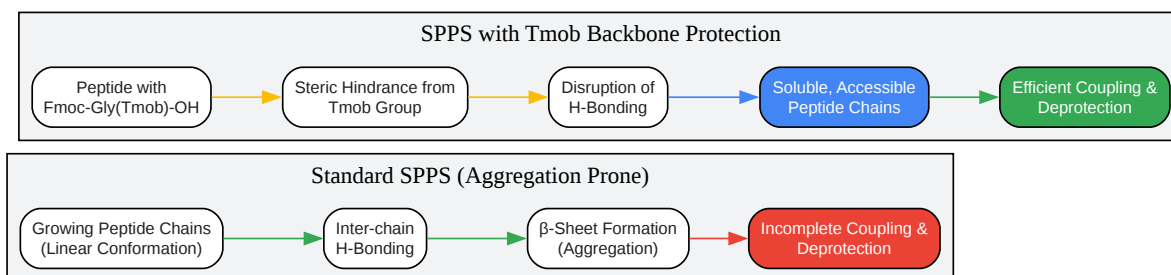 SPPS with Tmob Backbone Protection
Peptide with
Fmoc-Gly(Tmob)-OH
Steric Hindrance from
Tmob Group
Disruption of
H-Bonding
Soluble, Accessible
Peptide Chains
Efficient Coupling &
Deprotection
Standard SPPS (Aggregation Prone)
Growing Peptide Chains
(Linear Conformation)
Inter-chain
H-Bonding
β-Sheet Formation
(Aggregation)
Incomplete Coupling &
Deprotection